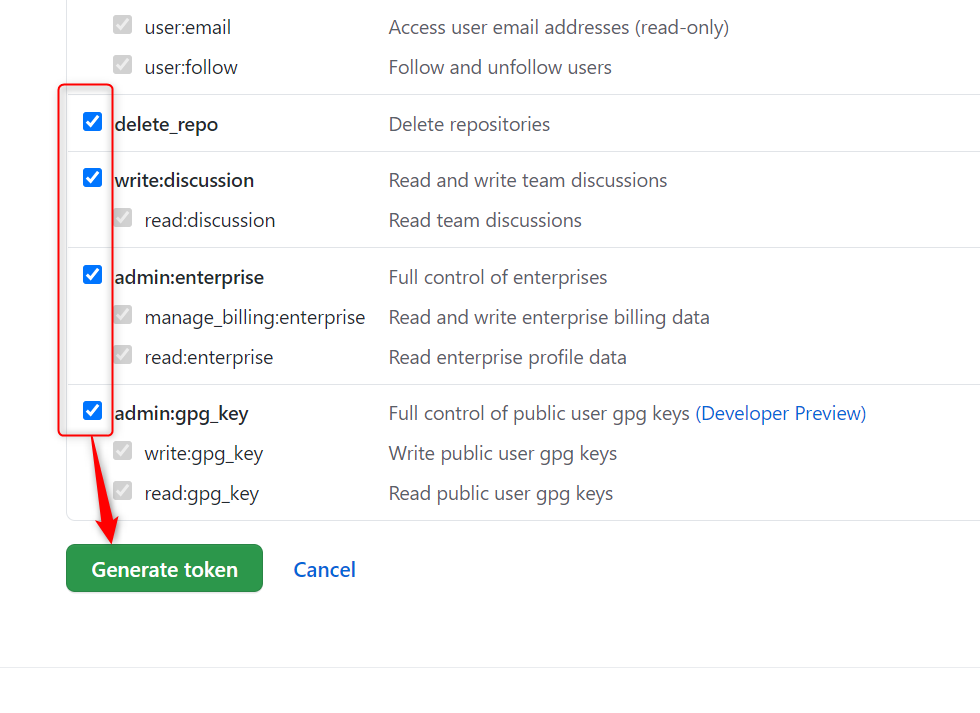 user:email Access user email addresses (read-only)
user:follow Follow and unfollow users
delete_repo Delete repositories
write:discussion Read and write team discussions
read:discussion Read team discussions
admin:enterprise Full control of enterprises
manage_billing:enterprise Read and write enterprise billing data
read:enterprise Read enterprise profile data
admin:gpg_key Full control of public user gpg keys (Developer Preview)
write:gpg_key Write public user gpg keys
read:gpg_key Read public user gpg keys
Generate token Cancel